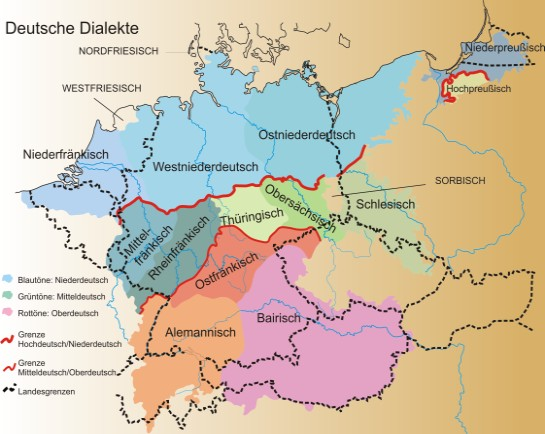 Deutsche Dialekte
NORDFRIESISCH
Niederpreußisch
WESTFRIESISCH
Hochpreußisch
Ostniederdeutsch
Niederfränkisch
Westniederdeutsch
SORBISCH
Obersächsisch
Schlesisch
Thüringisch
Mittel-
fränkisch
Rheinfränkisch
Ostfränkisch
Bairisch
Alemannisch
Blautöne: Niederdeutsch
Grüntöne: Mitteldeutsch
Rottöne: Oberdeutsch
Grenze
Hochdeutsch/Niederdeutsch
Grenze
Mitteldeutsch/Oberdeutsch
Landesgrenzen